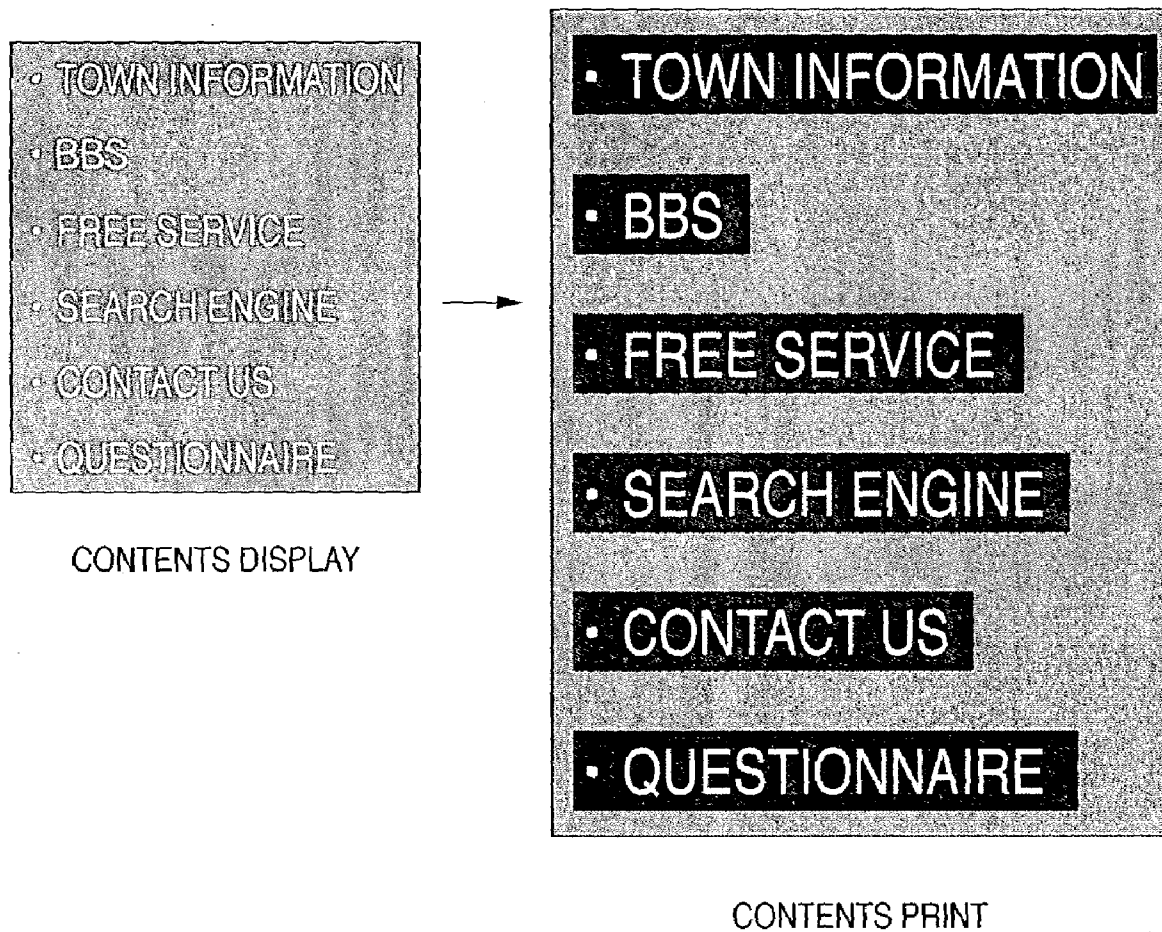 · TOWN INFORMATION
· BBS
· FREE SERVICE
· SEARCH ENGINE
· CONTACT US
· QUESTIONNAIRE
CONTENTS DISPLAY
· TOWN INFORMATION
· BBS
· FREE SERVICE
· SEARCH ENGINE
· CONTACT US
· QUESTIONNAIRE
CONTENTS PRINT